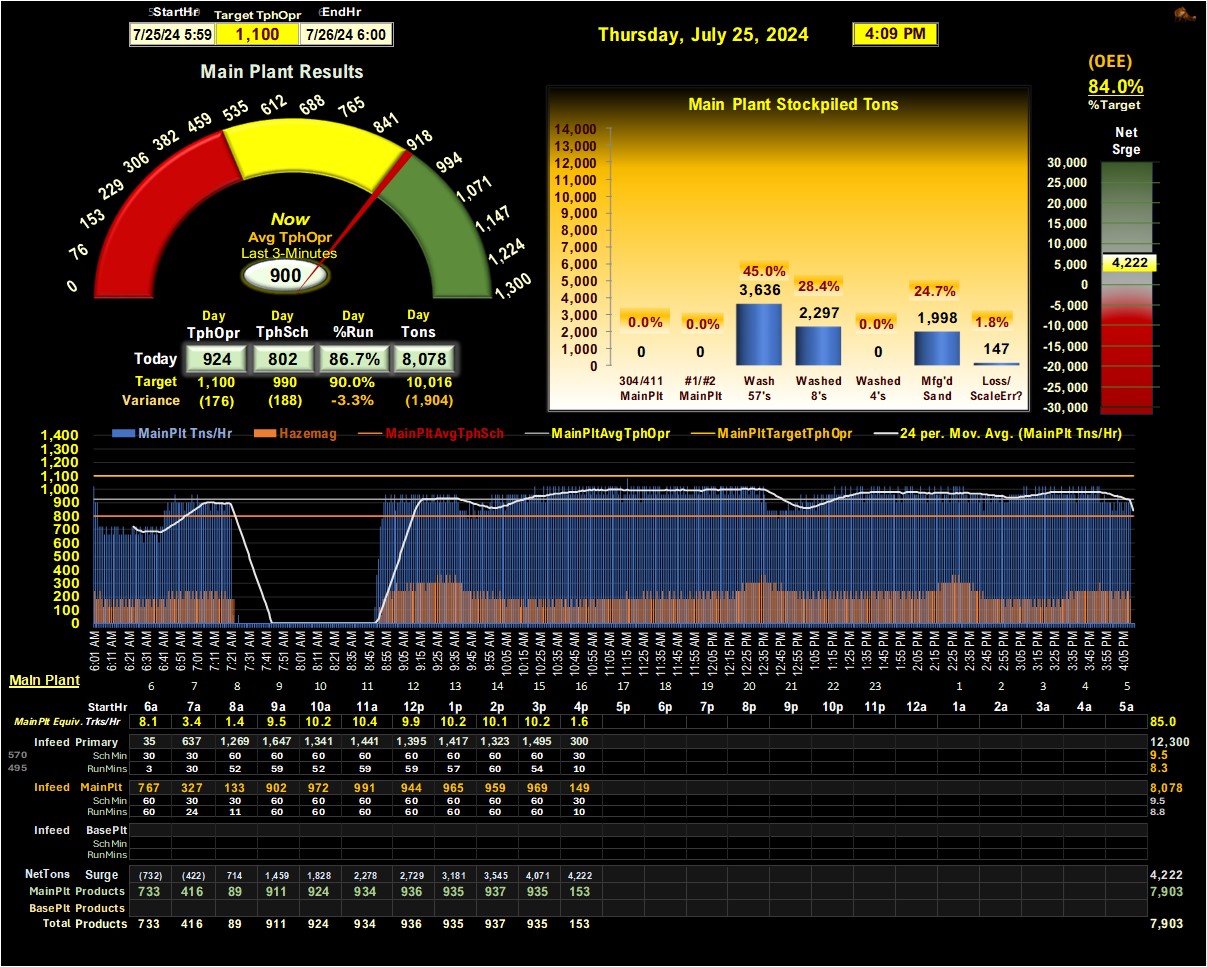 StartHr Target TphOpr EndHr
7/25/24 5:59 1,100 7/26/24 6:00
Thursday, July 25, 2024 4:09 PM
(OEE)
84.0%
%Target
Main Plant Results
0 76 153 229 306 382 459 535 612 688 765 841 918 994 1,071 1,147 1,224 1,300
Now
Avg TphOpr
Last 3-Minutes
900
Day Day Day Day
TphOpr TphSch %Run Tons
Today 924 802 86.7% 8,078
Target 1,100 990 90.0% 10,016
Variance (176) (188) -3.3% (1,904)
Main Plant Stockpiled Tons
14,000
13,000
12,000
11,000
10,000
9,000
8,000
7,000
6,000
5,000
4,000
3,000
2,000
1,000
0
0.0% 0.0% 45.0% 28.4% 0.0% 24.7% 1.8%
0 0 3,636 2,297 0 1,998 147
304/411 #1/#2 Wash Washed Washed Mfg'd Loss/
MainPlt MainPlt 57's 8's 4's Sand ScaleErr?
Net
Srge
30,000
25,000
20,000
15,000
10,000
5,000
0
-5,000
-10,000
-15,000
-20,000
-25,000
-30,000
4,222
MainPlt Tns/Hr Hazemag MainPltAvgTphSch MainPltAvgTphOpr MainPltTargetTphOpr 24 per. Mov. Avg. (MainPlt Tns/Hr)
1,400
1,300
1,200
1,100
1,000
900
800
700
600
500
400
300
200
100
0
6:01 AM 6:11 AM 6:21 AM 6:31 AM 6:41 AM 6:51 AM 7:01 AM 7:11 AM 7:21 AM 7:31 AM 7:41 AM 7:51 AM 8:01 AM 8:11 AM 8:21 AM 8:35 AM 8:45 AM 8:55 AM 9:05 AM 9:15 AM 9:25 AM 9:35 AM 9:45 AM 9:55 AM 10:05 AM 10:15 AM 10:25 AM 10:35 AM 10:45 AM 10:55 AM 11:05 AM 11:15 AM 11:25 AM 11:35 AM 11:45 AM 11:55 AM 12:05 PM 12:15 PM 12:25 PM 12:35 PM 12:45 PM 12:55 PM 1:05 PM 1:15 PM 1:25 PM 1:35 PM 1:45 PM 1:55 PM 2:05 PM 2:15 PM 2:25 PM 2:35 PM 2:45 PM 2:55 PM 3:05 PM 3:15 PM 3:25 PM 3:35 PM 3:45 PM 3:55 PM 4:05 PM
Main Plant
6 7 8 9 10 11 12 13 14 15 16 17 18 19 20 21 22 23 1 2 3 4 5
StartHr 6a 7a 8a 9a 10a 11a 12p 1p 2p 3p 4p 5p 6p 7p 8p 9p 10p 11p 12a 1a 2a 3a 4a 5a
MainPlt Equiv. Trks/Hr 8.1 3.4 1.4 9.5 10.2 10.4 9.9 10.2 10.1 10.2 1.6 85.0
Infeed Primary 35 637 1,269 1,647 1,341 1,441 1,395 1,417 1,323 1,495 300 12,300
570 SchMin 30 30 60 60 60 60 60 60 60 60 30 9.5
495 RunMins 3 30 52 59 52 59 59 57 60 54 10 8.3
Infeed MainPlt 767 327 133 902 972 991 944 965 959 969 149 8,078
SchMin 60 30 30 60 60 60 60 60 60 60 30 9.5
RunMins 60 24 11 60 60 60 60 60 60 60 10 8.8
Infeed BasePlt
SchMin
RunMins
NetTons Surge (732) (422) 714 1,459 1,828 2,278 2,729 3,181 3,545 4,071 4,222 4,222
MainPlt Products 733 416 89 911 924 934 936 935 937 935 153 7,903
BasePlt Products
Total Products 733 416 89 911 924 934 936 935 937 935 153 7,903